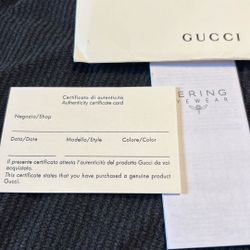 GUCCI
ERING
YEWEAR
Certificato di autenticità
Authenticity certificate card
Negozio/Shop
Data/Date Modello/Style Colore/Color
Il presente certificato attesta l'autenticità del prodotto Gucci da voi
acquistato.
This certificate states that you have purchased a genuine product
Gucci.